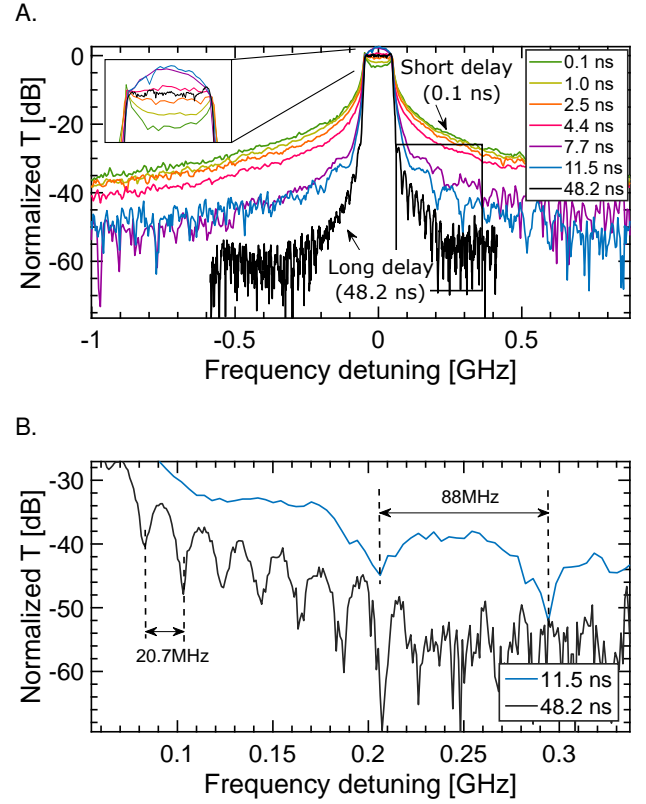 A.
Normalized T [dB]
0
-20
-40
-60
Short delay
(0.1 ns)
Long delay
(48.2 ns)
0.1 ns
1.0 ns
2.5 ns
4.4 ns
7.7 ns
11.5 ns
48.2 ns
-1
-0.5
0
0.5
Frequency detuning [GHz]
B.
Normalized T [dB]
-30
-40
-50
-60
88MHz
20.7MHz
11.5 ns
48.2 ns
0.1
0.15
0.2
0.25
0.3
Frequency detuning [GHz]